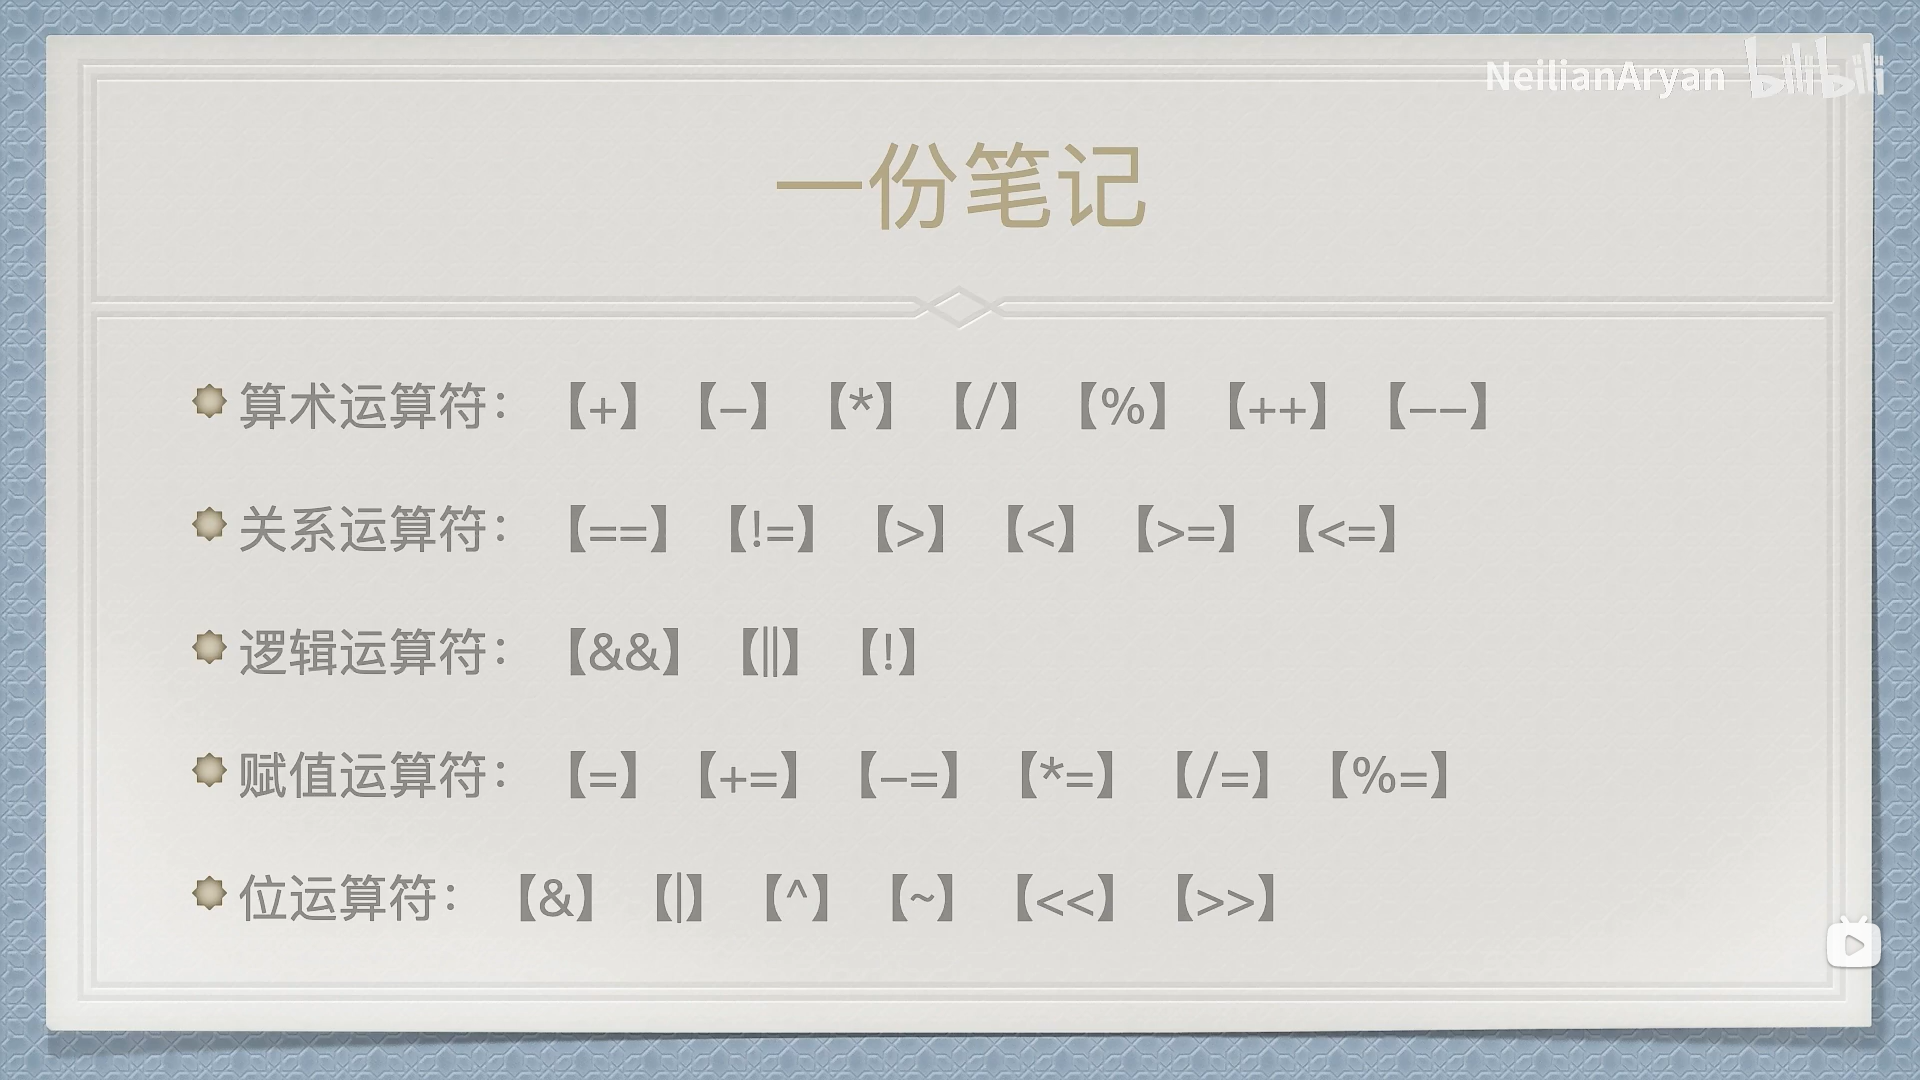 NeilianAryan bilibili
一份笔记
算术运算符： 【+】 【-】 【*】 【/】 【%】 【++】 【--】
关系运算符： 【==】 【!=】 【>】 【<】 【>=】 【<=】
逻辑运算符： 【&&】 【||】 【!】
赋值运算符： 【=】 【+=】 【-=】 【*=】 【/=】 【%=】
位运算符： 【&】 【|】 【^】 【~】 【<<】 【>>】